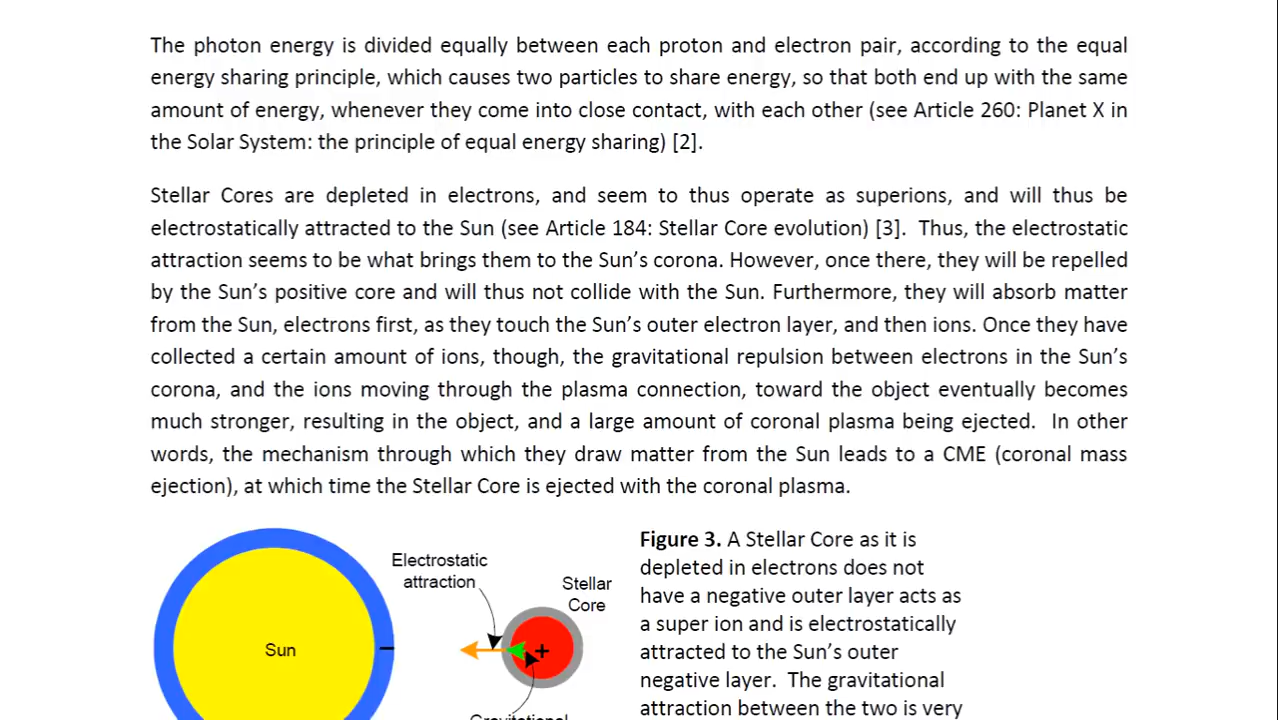 The photon energy is divided equally between each proton and electron pair, according to the equal
energy sharing principle, which causes two particles to share energy, so that both end up with the same
amount of energy, whenever they come into close contact, with each other (see Article 260: Planet X in
the Solar System: the principle of equal energy sharing) [2].
Stellar Cores are depleted in electrons, and seem to thus operate as superions, and will thus be
electrostatically attracted to the Sun (see Article 184: Stellar Core evolution) [3]. Thus, the electrostatic
attraction seems to be what brings them to the Sun's corona. However, once there, they will be repelled
by the Sun's positive core and will thus not collide with the Sun. Furthermore, they will absorb matter
from the Sun, electrons first, as they touch the Sun's outer electron layer, and then ions. Once they have
collected a certain amount of ions, though, the gravitational repulsion between electrons in the Sun's
corona, and the ions moving through the plasma connection, toward the object eventually becomes
much stronger, resulting in the object, and a large amount of coronal plasma being ejected. In other
words, the mechanism through which they draw matter from the Sun leads to a CME (coronal mass
ejection), at which time the Stellar Core is ejected with the coronal plasma.
Electrostatic
attraction
Stellar
Core
Sun
−
+
Gravitational
Figure 3. A Stellar Core as it is
depleted in electrons does not
have a negative outer layer acts as
a super ion and is electrostatically
attracted to the Sun's outer
negative layer. The gravitational
attraction between the two is very